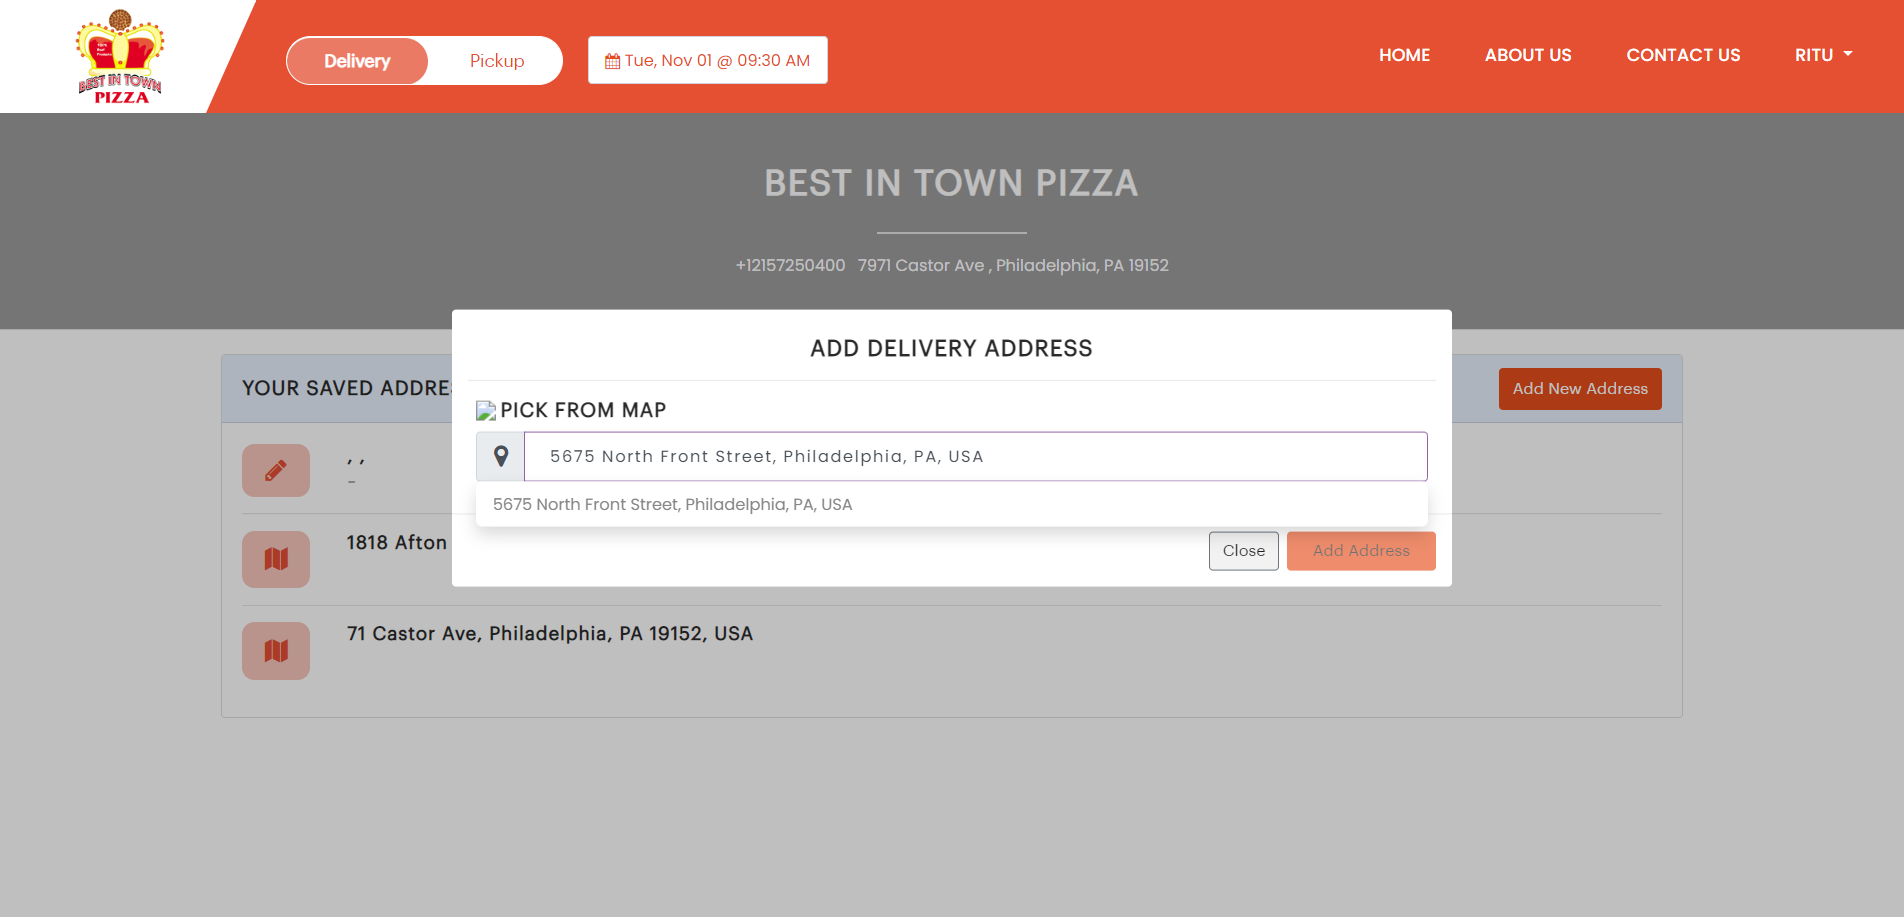 BEST IN TOWN
PIZZA
Delivery
Pickup
Tue, Nov 01 @ 09:30 AM
HOME
ABOUT US
CONTACT US
RITU
BEST IN TOWN PIZZA
+12157250400 7971 Castor Ave , Philadelphia, PA 19152
ADD DELIVERY ADDRESS
YOUR SAVED ADDRE
Add New Address
PICK FROM MAP
5675 North Front Street, Philadelphia, PA, USA
5675 North Front Street, Philadelphia, PA, USA
, ,
-
1818 Afton
Close
Add Address
71 Castor Ave, Philadelphia, PA 19152, USA